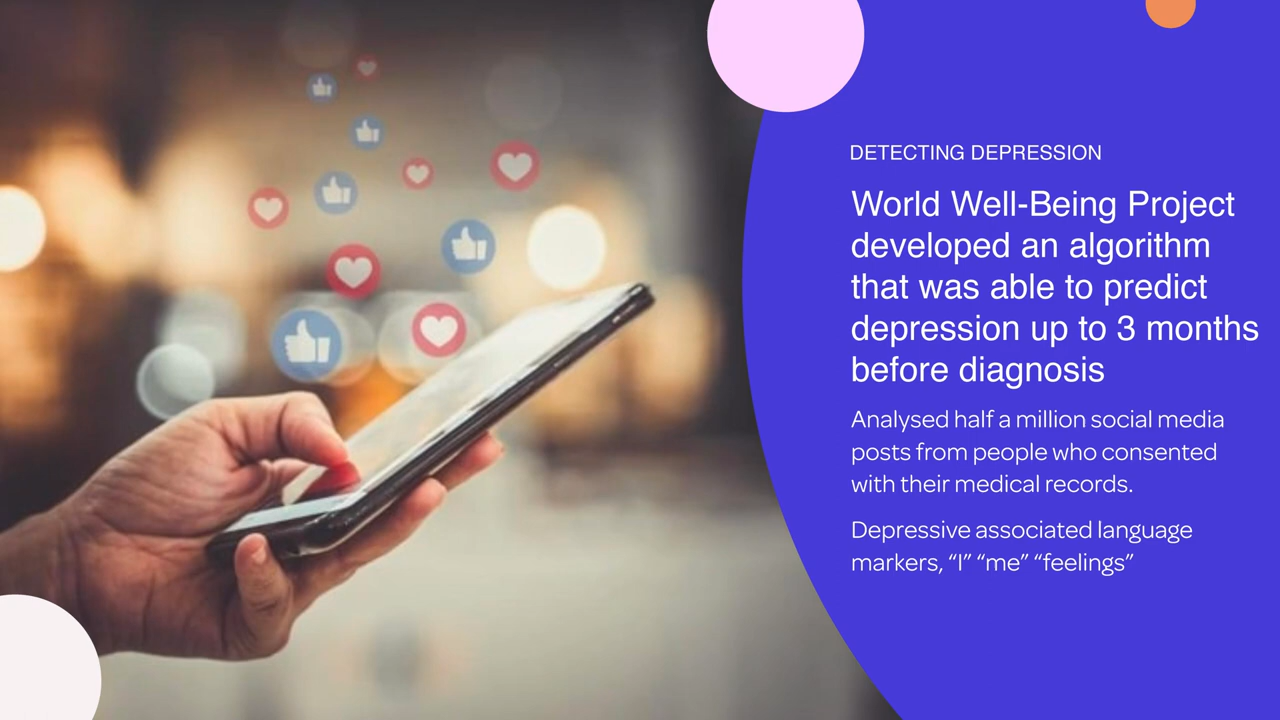 DETECTING DEPRESSION
World Well-Being Project
developed an algorithm
that was able to predict
depression up to 3 months
before diagnosis
Analysed half a million social media
posts from people who consented
with their medical records.
Depressive associated language
markers, “I” “me” “feelings”